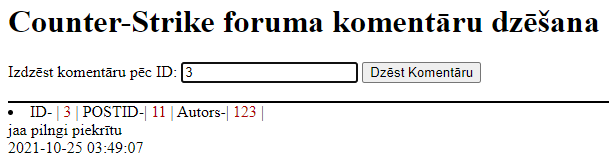 Counter-Strike foruma komentāru dzēšana
Izdzēst komentāru pēc ID: 3 Dzēst Komentāru
• ID- | 3 | POSTID-| 11 | Autors-| 123 |
jaa pilngi piekrītu
2021-10-25 03:49:07